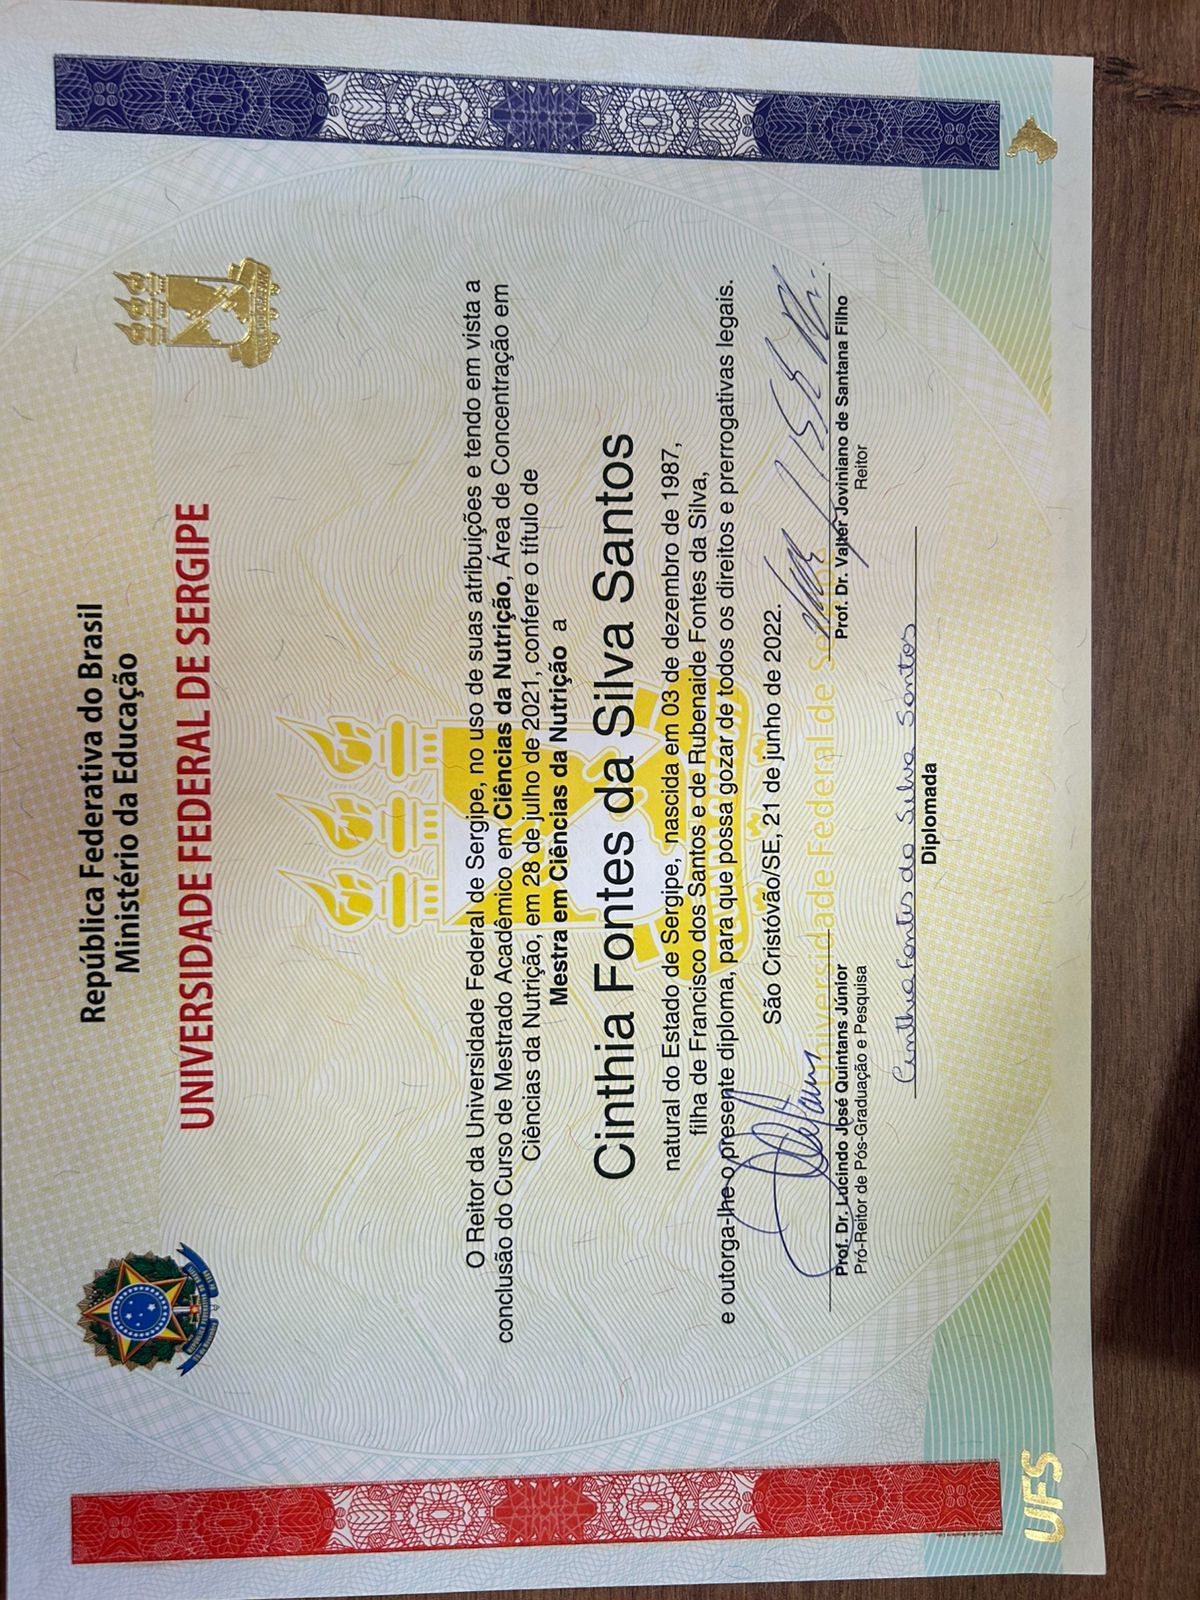 República Federativa do Brasil
Ministério da Educação
UNIVERSIDADE FEDERAL DE SERGIPE
O Reitor da Universidade Federal de Sergipe, no uso de suas atribuições e tendo em vista a
conclusão do Curso de Mestrado Acadêmico em Ciências da Nutrição, Área de Concentração em
Ciências da Nutrição, em 28 de julho de 2021, confere o título de
Mestra em Ciências da Nutrição a
Cinthia Fontes da Silva Santos
natural do Estado de Sergipe, nascida em 03 de dezembro de 1987,
filha de Francisco dos Santos e de Rubenaide Fontes da Silva,
e outorga-lhe o presente diploma, para que possa gozar de todos os direitos e prerrogativas legais.
São Cristóvão/SE, 21 de junho de 2022.
Universidade Federal de Sergipe
Prof. Dr. Lucindo José Quintans Júnior
Pró-Reitor de Pós-Graduação e Pesquisa
Prof. Dr. Valter Joviniano de Santana Filho
Reitor
Cinthia Fontes da Silva Santos
Diplomada
UFS